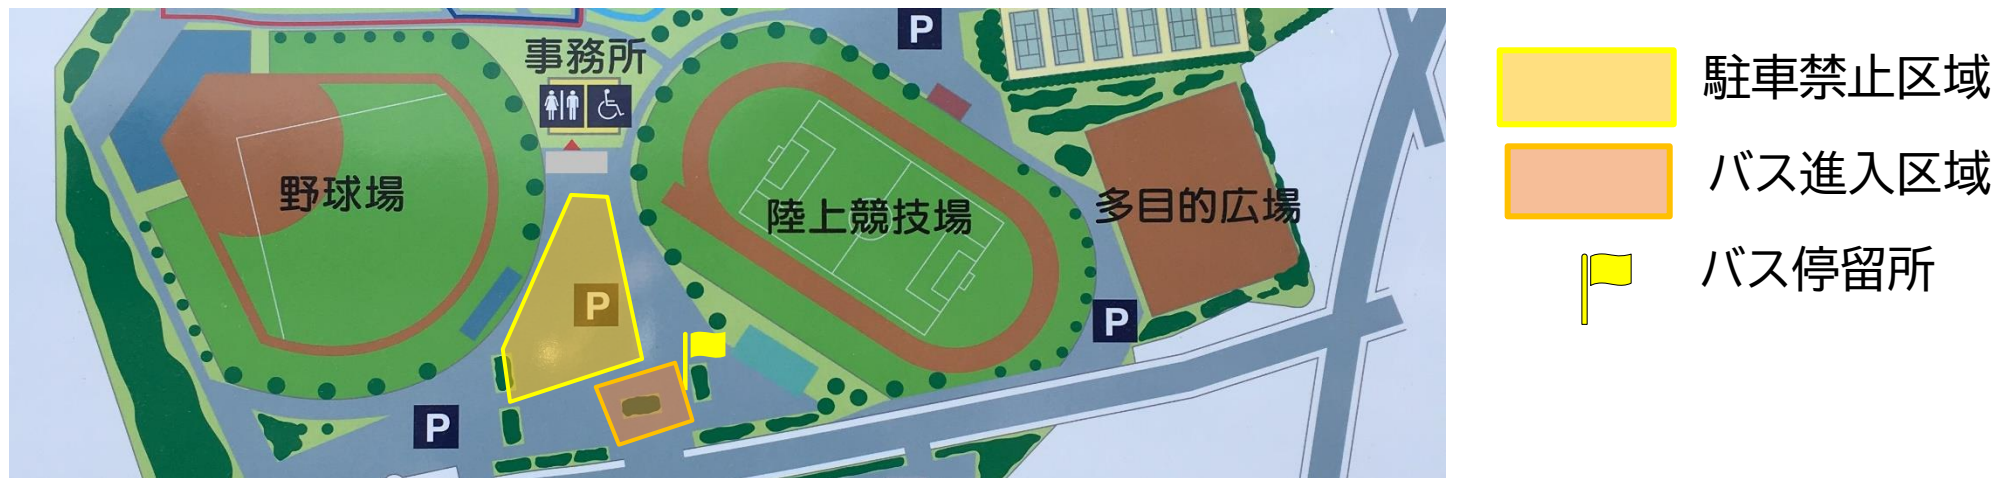 P
事務所
野球場
陸上競技場
多目的広場
P
P
P
駐車禁止区域
バス進入区域
バス停留所